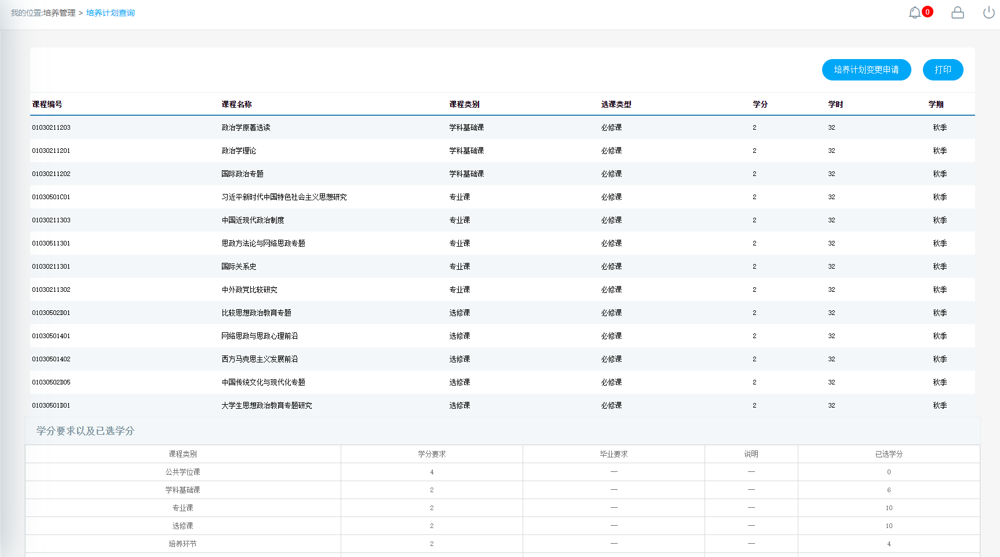 我的位置:培养管理 > 培养计划查询
0
培养计划变更申请 打印
课程编号 课程名称 课程类别 选课类型 学分 学时 学期
01030211203 政治学原著选读 学科基础课 必修课 2 32 秋季
01030211201 政治学理论 学科基础课 必修课 2 32 秋季
01030211202 国际政治专题 学科基础课 必修课 2 32 秋季
01030501C01 习近平新时代中国特色社会主义思想研究 专业课 必修课 2 32 秋季
01030211303 中国近现代政治制度 专业课 必修课 2 32 秋季
01030511301 思政方法论与网络思政专题 专业课 必修课 2 32 秋季
01030211301 国际关系史 专业课 必修课 2 32 秋季
01030211302 中外政党比较研究 专业课 必修课 2 32 秋季
01030502D01 比较思想政治教育专题 选修课 必修课 2 32 秋季
01030501401 网络思政与思政心理前沿 选修课 必修课 2 32 秋季
01030501402 西方马克思主义发展前沿 选修课 必修课 2 32 秋季
01030502D05 中国传统文化与现代化专题 选修课 必修课 2 32 秋季
01030501D01 大学生思想政治教育专题研究 选修课 必修课 2 32 秋季
学分要求以及已选学分
课程类别 学分要求 毕业要求 说明 已选学分
公共学位课 4 — — 0
学科基础课 2 — — 6
专业课 2 — — 10
选修课 2 — — 10
培养环节 2 — — 4